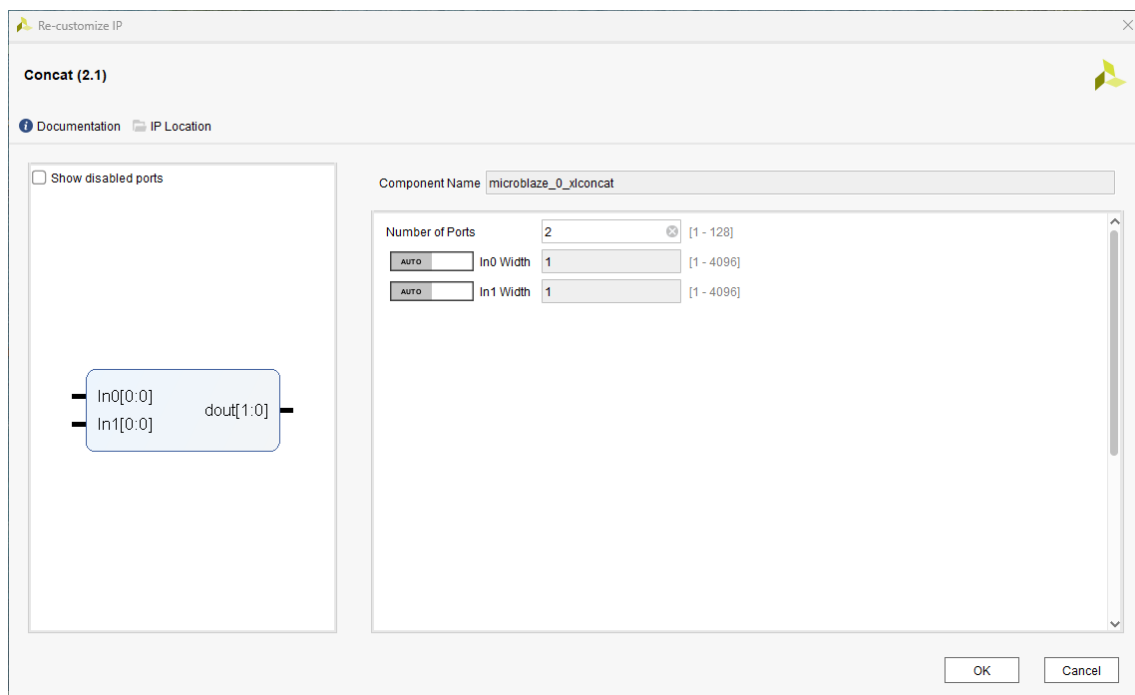 Re-customize IP
Concat (2.1)
Documentation IP Location
Show disabled ports
In0[0:0]
In1[0:0]
dout[1:0]
Component Name microblaze_0_xlconcat
Number of Ports 2 [1 - 128]
AUTO In0 Width 1 [1 - 4096]
AUTO In1 Width 1 [1 - 4096]
OK Cancel